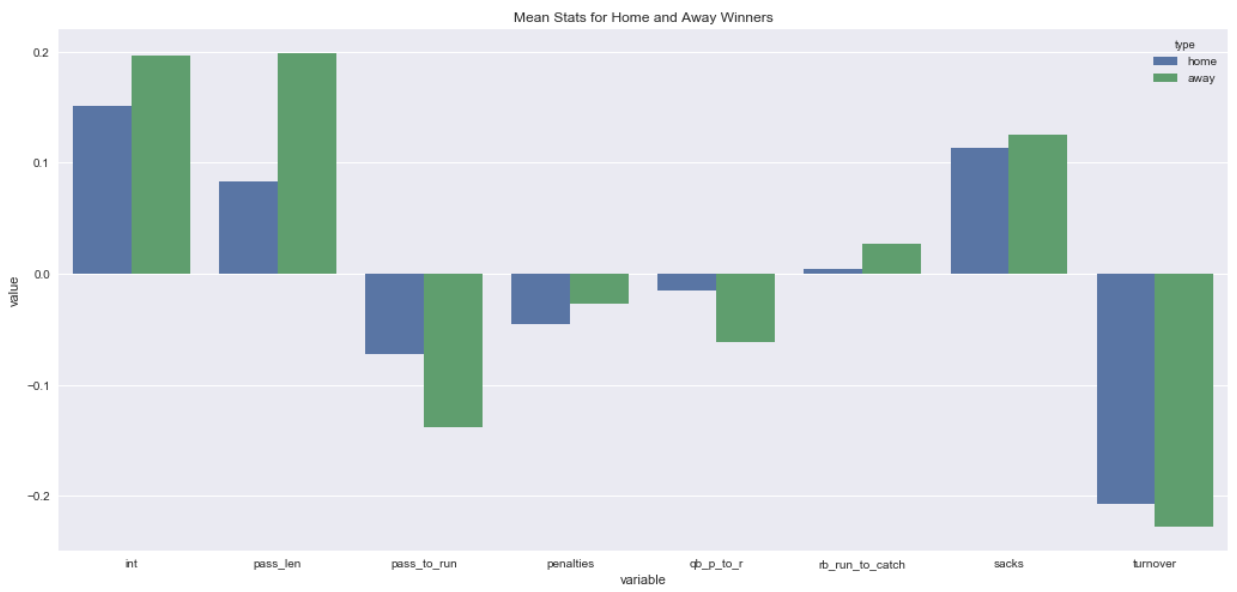 Mean Stats for Home and Away Winners
type
home
away
0.2
0.1
0.0
−0.1
−0.2
value
int pass_len pass_to_run penalties qb_p_to_r rb_run_to_catch sacks turnover
variable